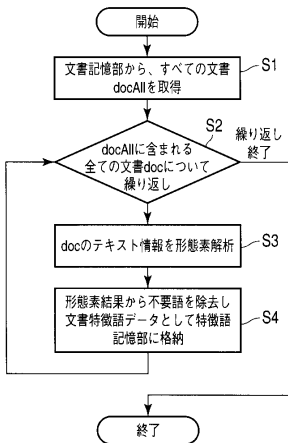 開始
文書記憶部から、すべての文書
docAllを取得
S1
S2
docAllに含まれる
全ての文書docについて
繰り返し
繰り返し
終了
docのテキスト情報を形態素解析
S3
形態素結果から不要語を除去し
文書特徴語データとして特徴語
記憶部に格納
S4
終了